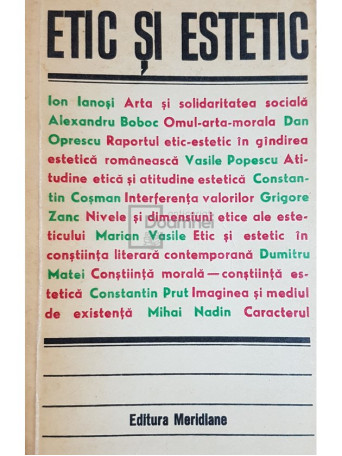 ETIC ȘI ESTETIC
Ion Ianoși Arta și solidaritatea socială
Alexandru Boboc Omul-arta-morala Dan
Oprescu Raportul etic-estetic în gîndirea
estetică românească Vasile Popescu Ati-
tudine etică și atitudine estetică Constan-
tin Coșman Interferența valorilor Grigore
Zanc Nivele și dimensiuni etice ale este-
ticului Marian Vasile Etic și estetic în
conștiința literară contemporană Dumitru
Matei Conștiință morală — conștiință es-
tetică Constantin Prut Imaginea și mediul
de existență Mihai Nadin Caracterul
Editura Meridiane